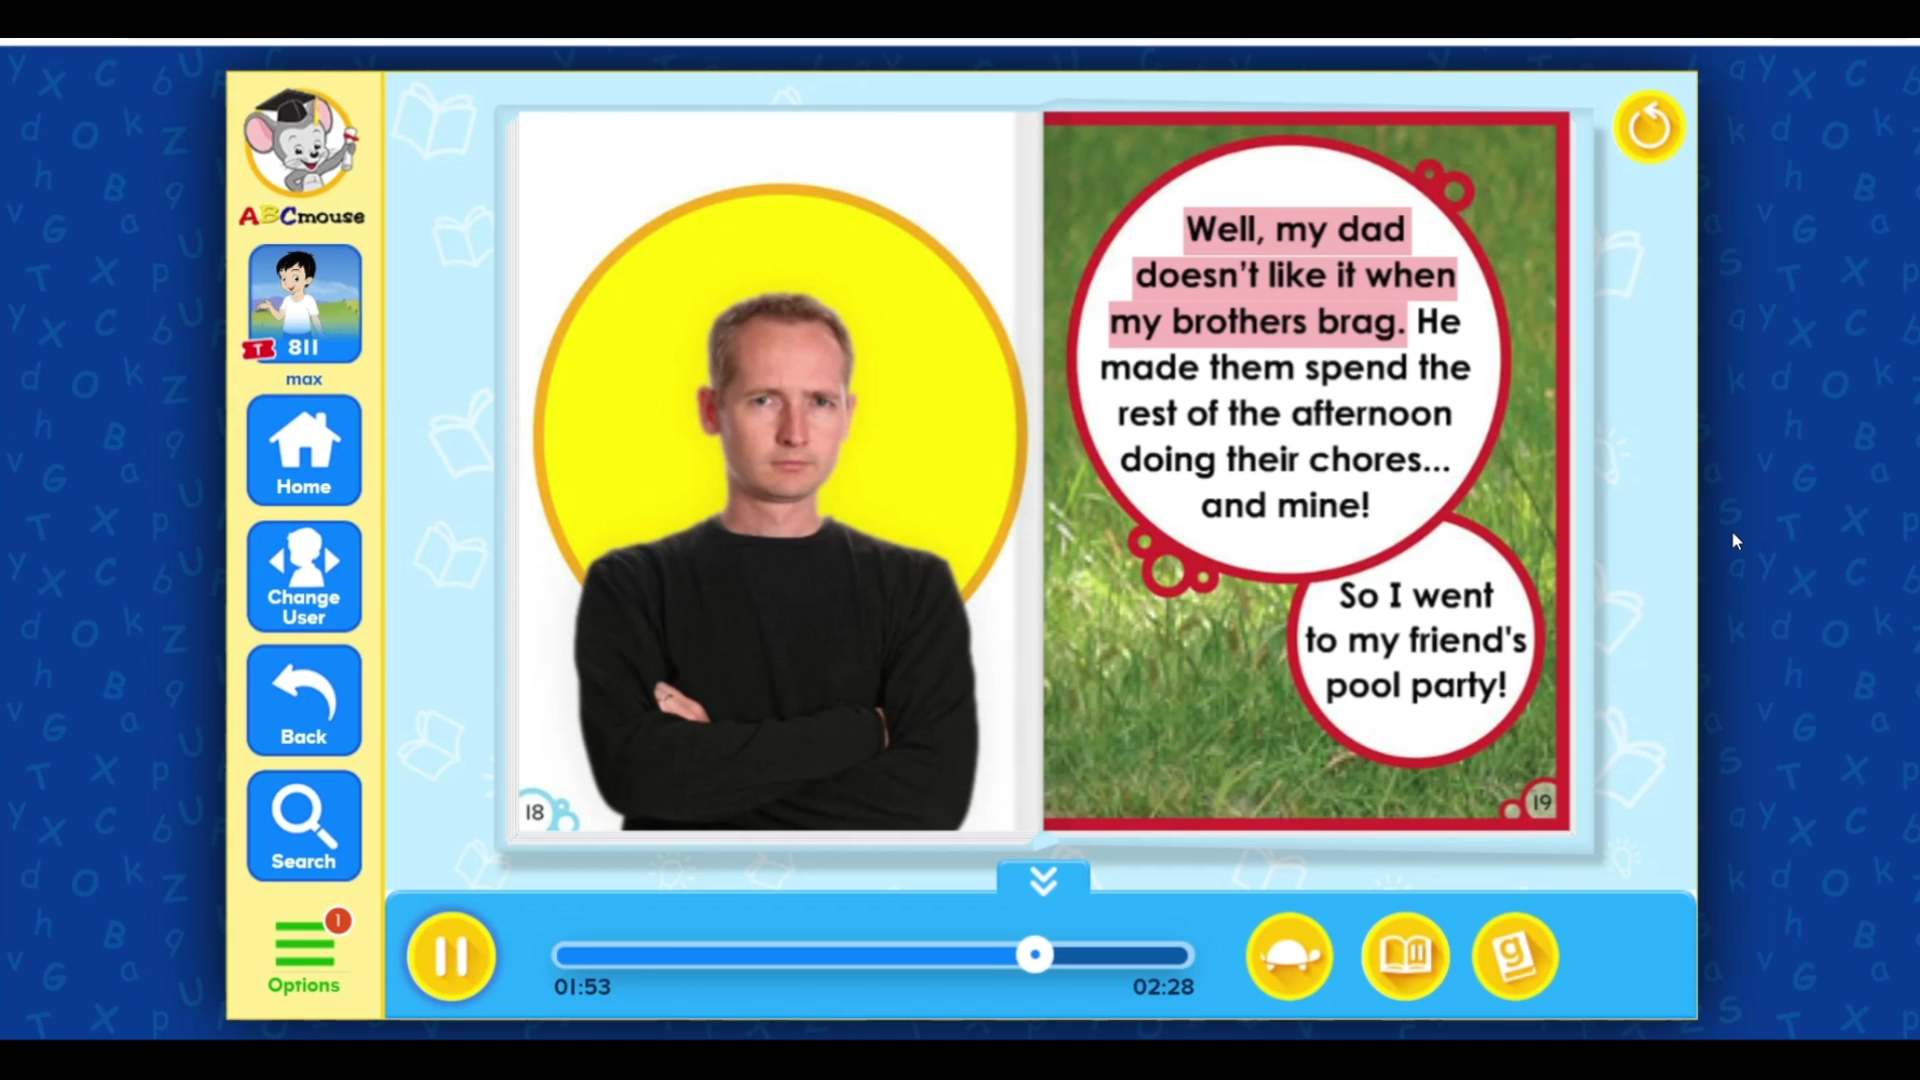 ABCmouse
T 811
max
Home
Change
User
Back
Search
1
Options
18
Well, my dad
doesn't like it when
my brothers brag. He
made them spend the
rest of the afternoon
doing their chores...
and mine!
So I went
to my friend's
pool party!
19
01:53
02:28
g